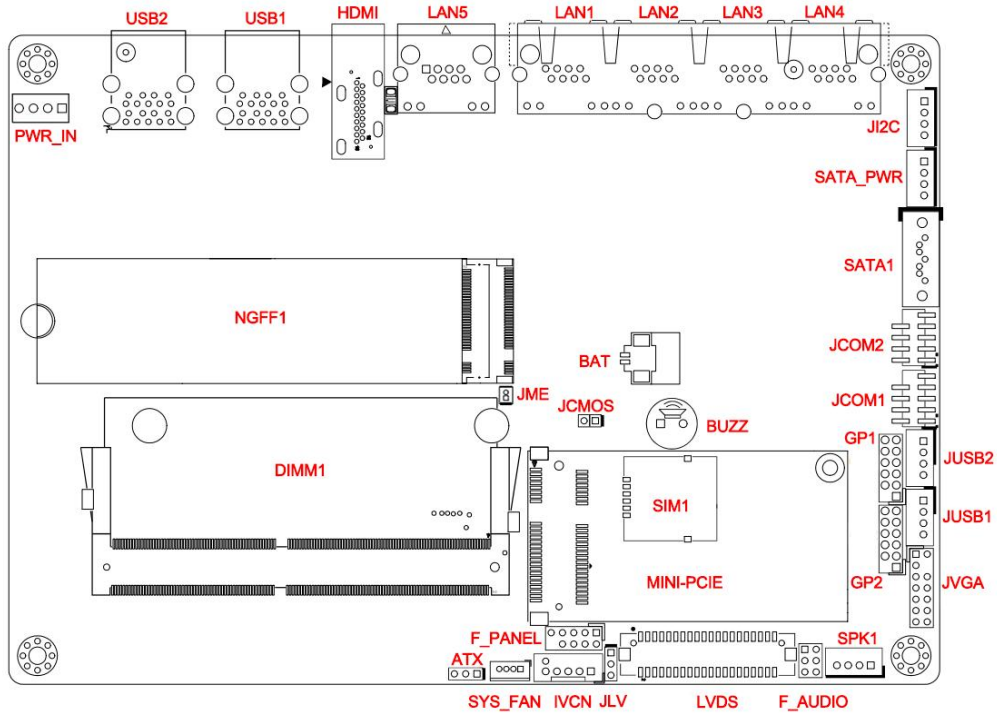 USB2
USB1
HDMI
LAN5
LAN1
LAN2
LAN3
LAN4
PWR_IN
JI2C
SATA_PWR
SATA1
NGFF1
JCOM2
BAT
JME
JCMOS
JCOM1
BUZZ
GP1
DIMM1
JUSB2
SIM1
JUSB1
MINI-PCIE
GP2
JVGA
F_PANEL
SPK1
ATX
SYS_FAN
IVCN
JLV
LVDS
F_AUDIO